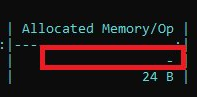 | Allocated Memory/Op |
:|---:|
| - |
| 24 B |